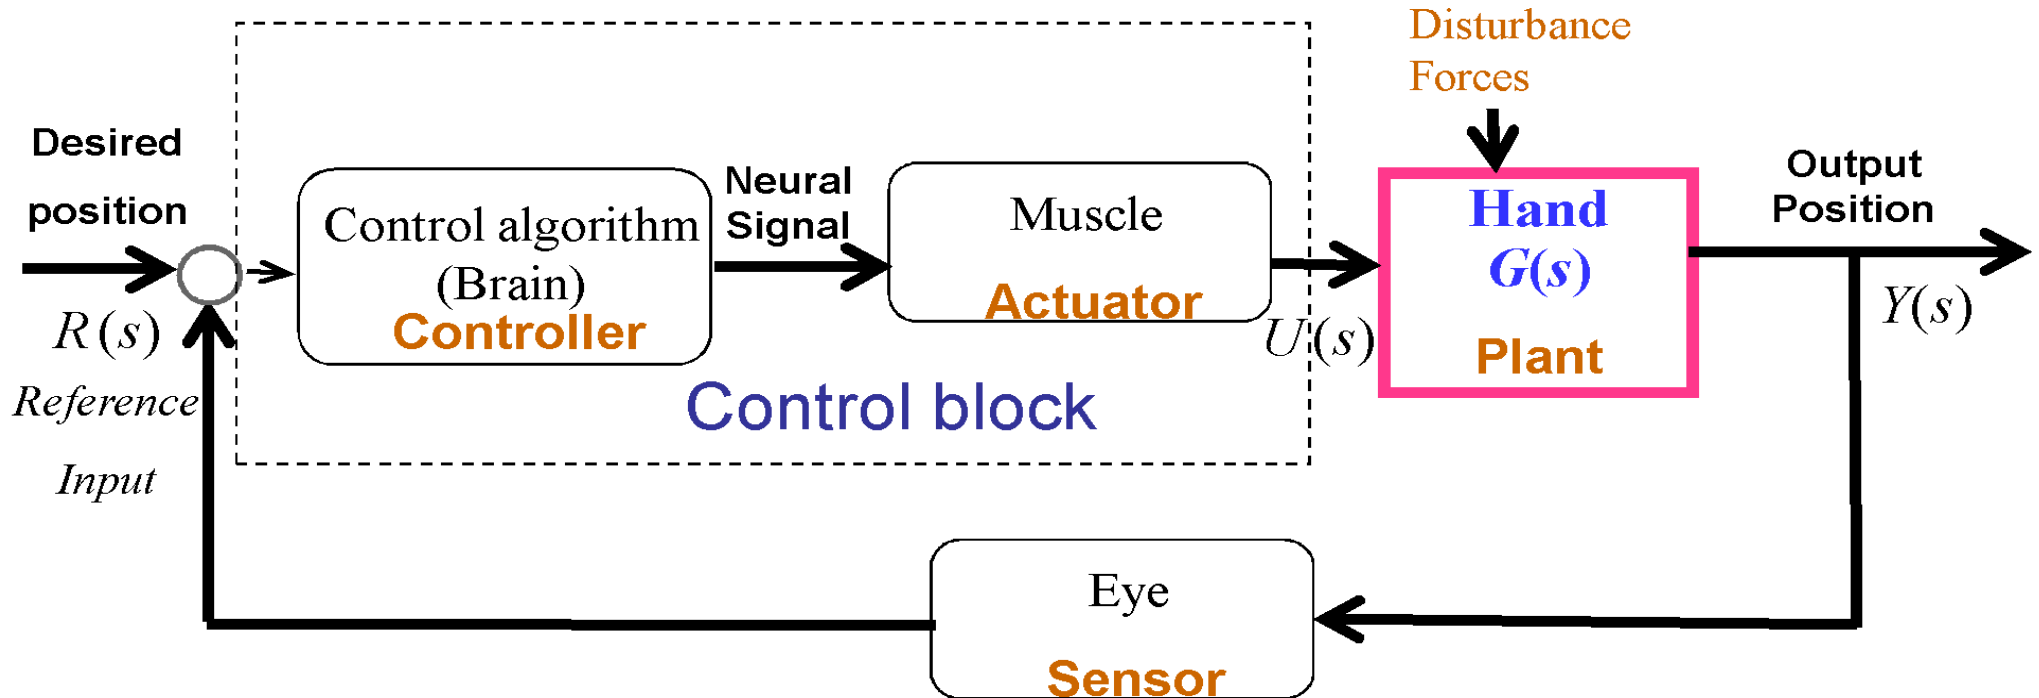 Disturbance
Forces
Desired
position
R(s)
Reference
Input
Control algorithm
(Brain)
Controller
Neural
Signal
Muscle
Actuator
U(s)
Control block
Hand
G(s)
Plant
Output
Position
Y(s)
Eye
Sensor